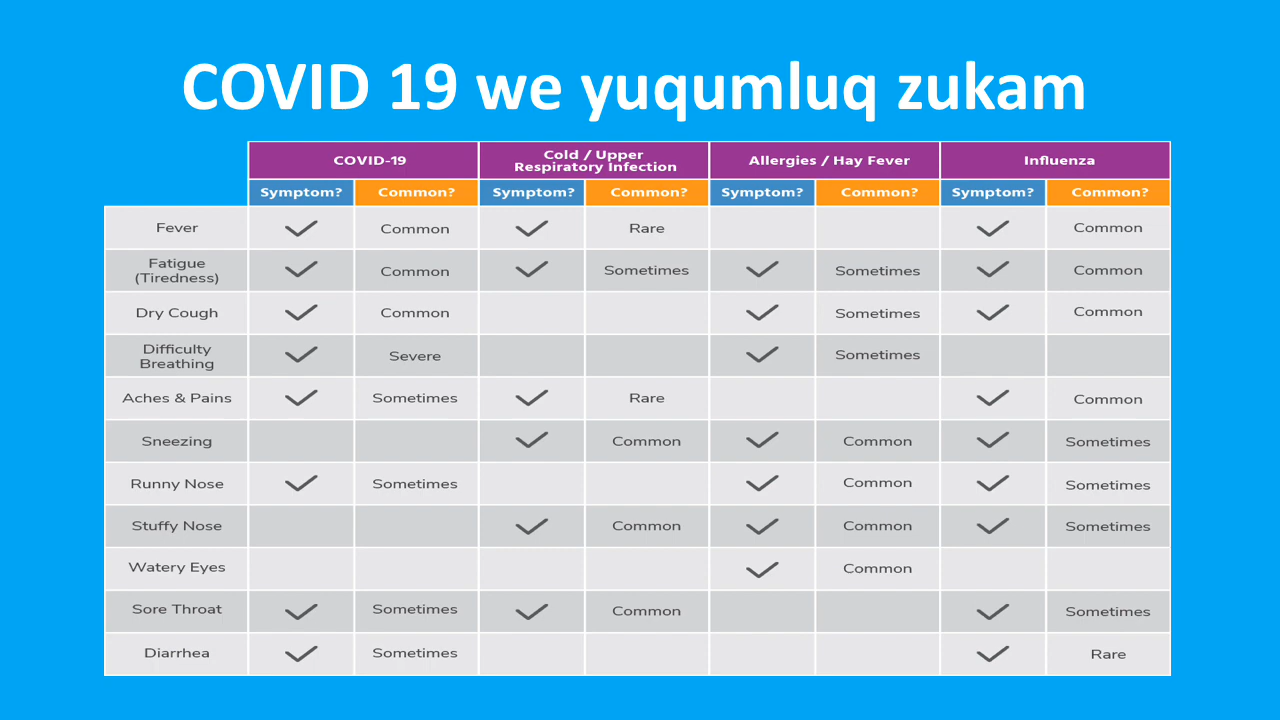 COVID 19 we yuqumluq zukam
COVID-19 Cold / Upper Respiratory Infection Allergies / Hay Fever Influenza
Symptom? Common? Symptom? Common? Symptom? Common? Symptom? Common?
Fever Common Rare Common
Fatigue (Tiredness) Common Sometimes Sometimes Common
Dry Cough Common Sometimes Common
Difficulty Breathing Severe Sometimes
Aches & Pains Sometimes Rare Common
Sneezing Common Common Sometimes
Runny Nose Sometimes Common Sometimes
Stuffy Nose Common Common Sometimes
Watery Eyes Common
Sore Throat Sometimes Common Sometimes
Diarrhea Sometimes Rare